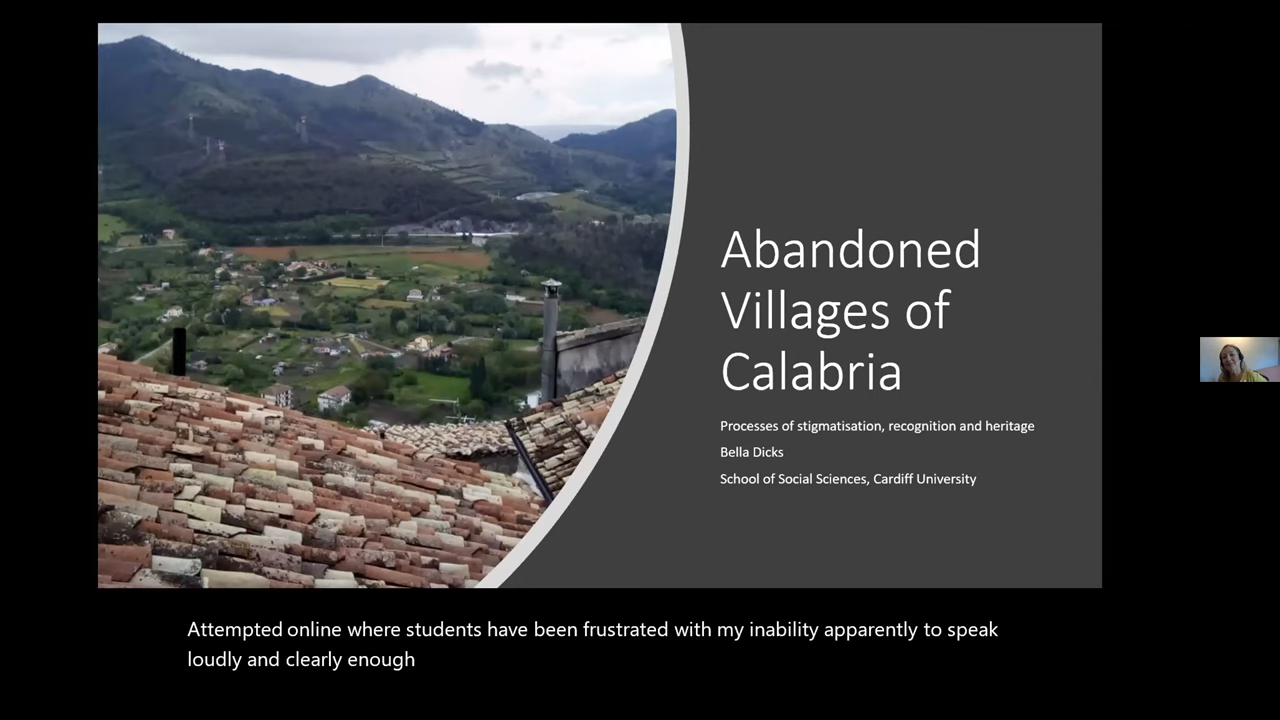 Abandoned
Villages of
Calabria
Processes of stigmatisation, recognition and heritage
Bella Dicks
School of Social Sciences, Cardiff University
Attempted online where students have been frustrated with my inability apparently to speak
loudly and clearly enough